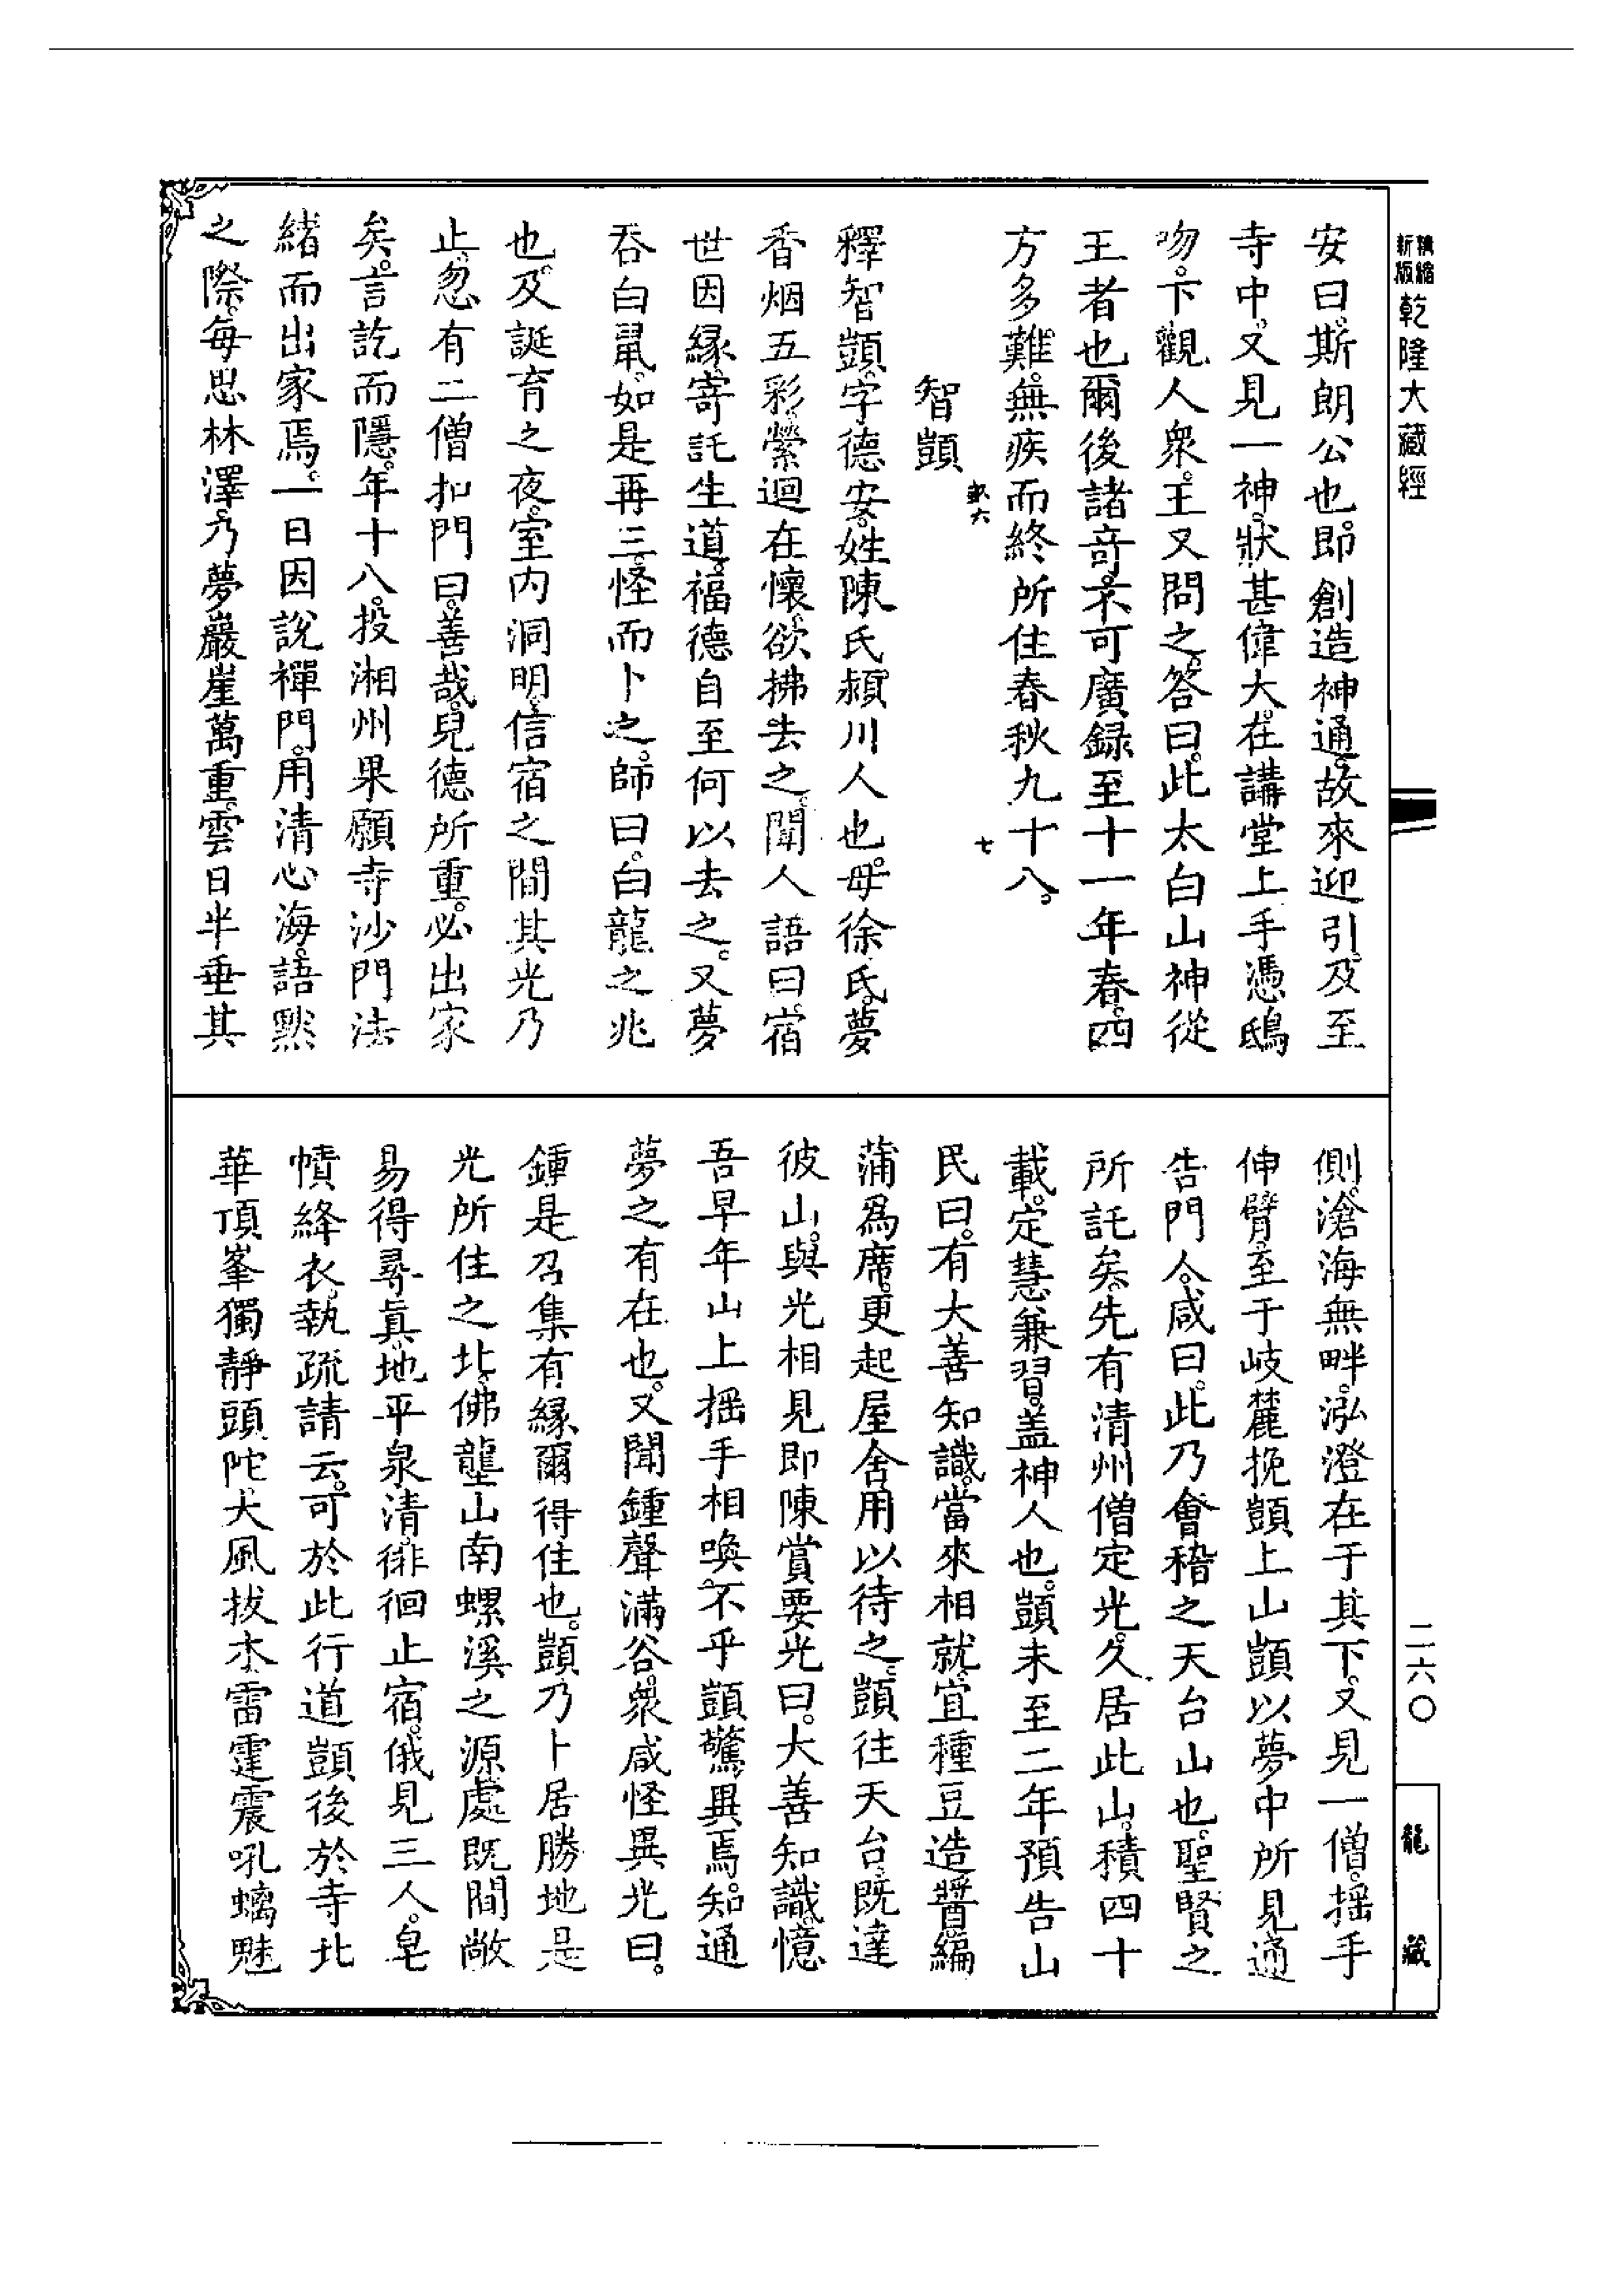 精縮新版乾隆大藏經
安曰。斯朗公也。即創造神通。故來迎引。及至
寺中。又見一神。狀甚偉大。在講堂上手憑鴟
吻。下觀人衆。王又問之。答曰。此太白山神從
王者也爾後諸竒。不可廣録至十一年春。四
方多難。無疾而終所住春秋九十八。
七
智顗
釋智顗。字德安。姓陳氏潁川人也。母徐氏。夢
香烟五彩。縈迴在懷。欲拂去之。聞人語曰。宿
世因縁。寄託生道。福德自至何以去之。又夢
吞白鼠。如是再三。怪而卜之。師曰。白龍之兆
也。及誕育之夜。室内洞明。信宿之間其光乃
止。忽有二僧扣門曰。善哉。兒德所重。必出家
矣。言訖而隱。年十八。投湘州果願寺沙門法
緒而出家焉。一日因說禪門。用清心海。語黙
之際。每思林澤。乃夢巖崖萬重。雲日半垂其
側。滄海無畔。泓澄在于其下。又見一僧。揺手
伸臂。至于岐麓挽顗上山顗以夢中所見通
告門人。咸曰。此乃會稽之天台山也。聖賢之
所託矣。先有清州僧定光。久居此山。積四十
載。定慧兼習。盖神人也。顗未至二年預告山
民曰。有大善知識。當來相就。宜種豆造醬編
蒲爲席。更起屋舍用以待之。顗往天台。既達
彼山。與光相見即陳賞要光曰。大善知識。憶
吾早年山上揺手相喚。不乎顗驚異焉。知通
夢之有在也。又聞鍾聲滿谷。衆咸怪異光曰。
鍾是召集有縁爾得住也。顗乃卜居勝地是
光所住之北。佛壟山南螺溪之源。處既閒敞
易得尋真。地平泉清。徘徊止宿。俄見三人。皂
幘絳衣。執疏請云。可於此行道顗後於寺北
華頂峯獨靜頭陀大風拔木。雷霆震吼螭魅
二六〇
龍藏